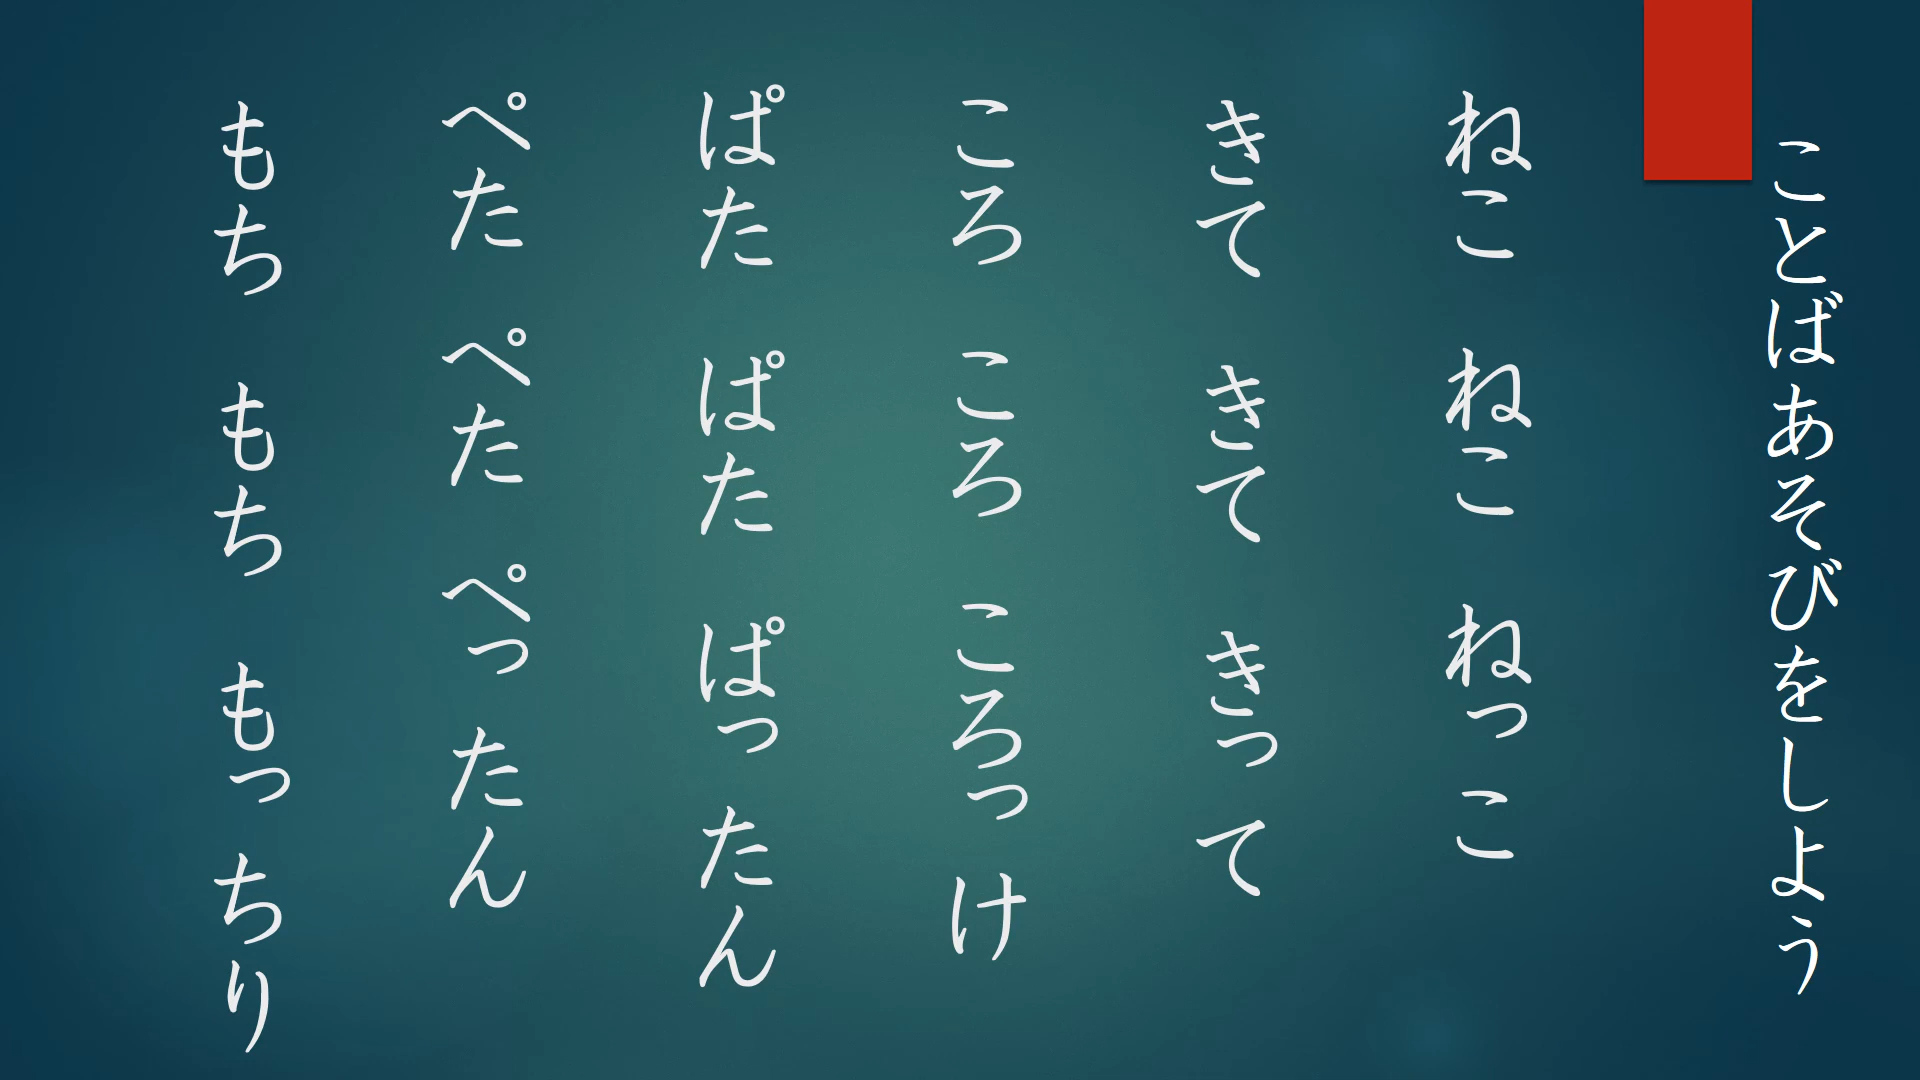 ことばあそびをしよう
ねこ ねこ ねっこ
きて きて きって
ころ ころ ころっけ
ぱた ぱた ぱったん
ぺた ぺた ぺったん
もち もち もっちり